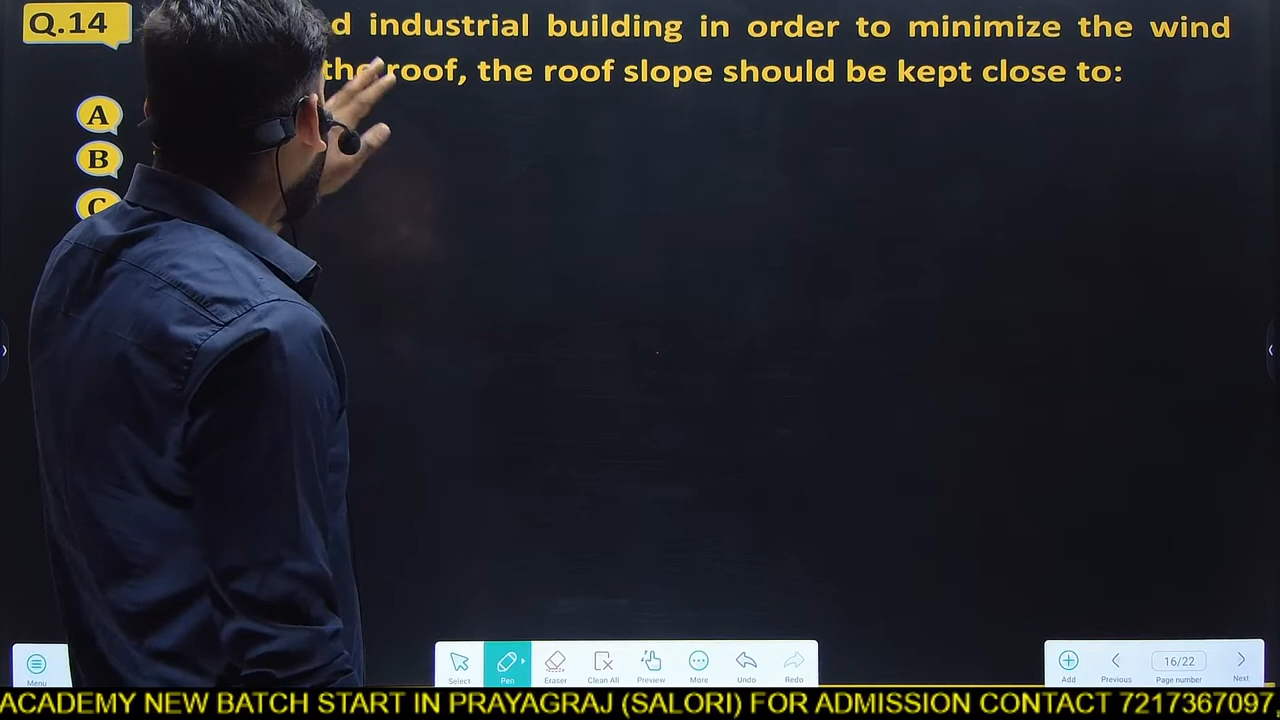 Q.14
d industrial building in order to minimize the wind
the roof, the roof slope should be kept close to:
A
B
C
Select
Pen
Eraser
Clean All
Preview
More
Undo
Redo
Menu
Add
Previous
16/22
Page number
Next
ACADEMY NEW BATCH START IN PRAYAGRAJ (SALORI) FOR ADMISSION CONTACT 7217367097,